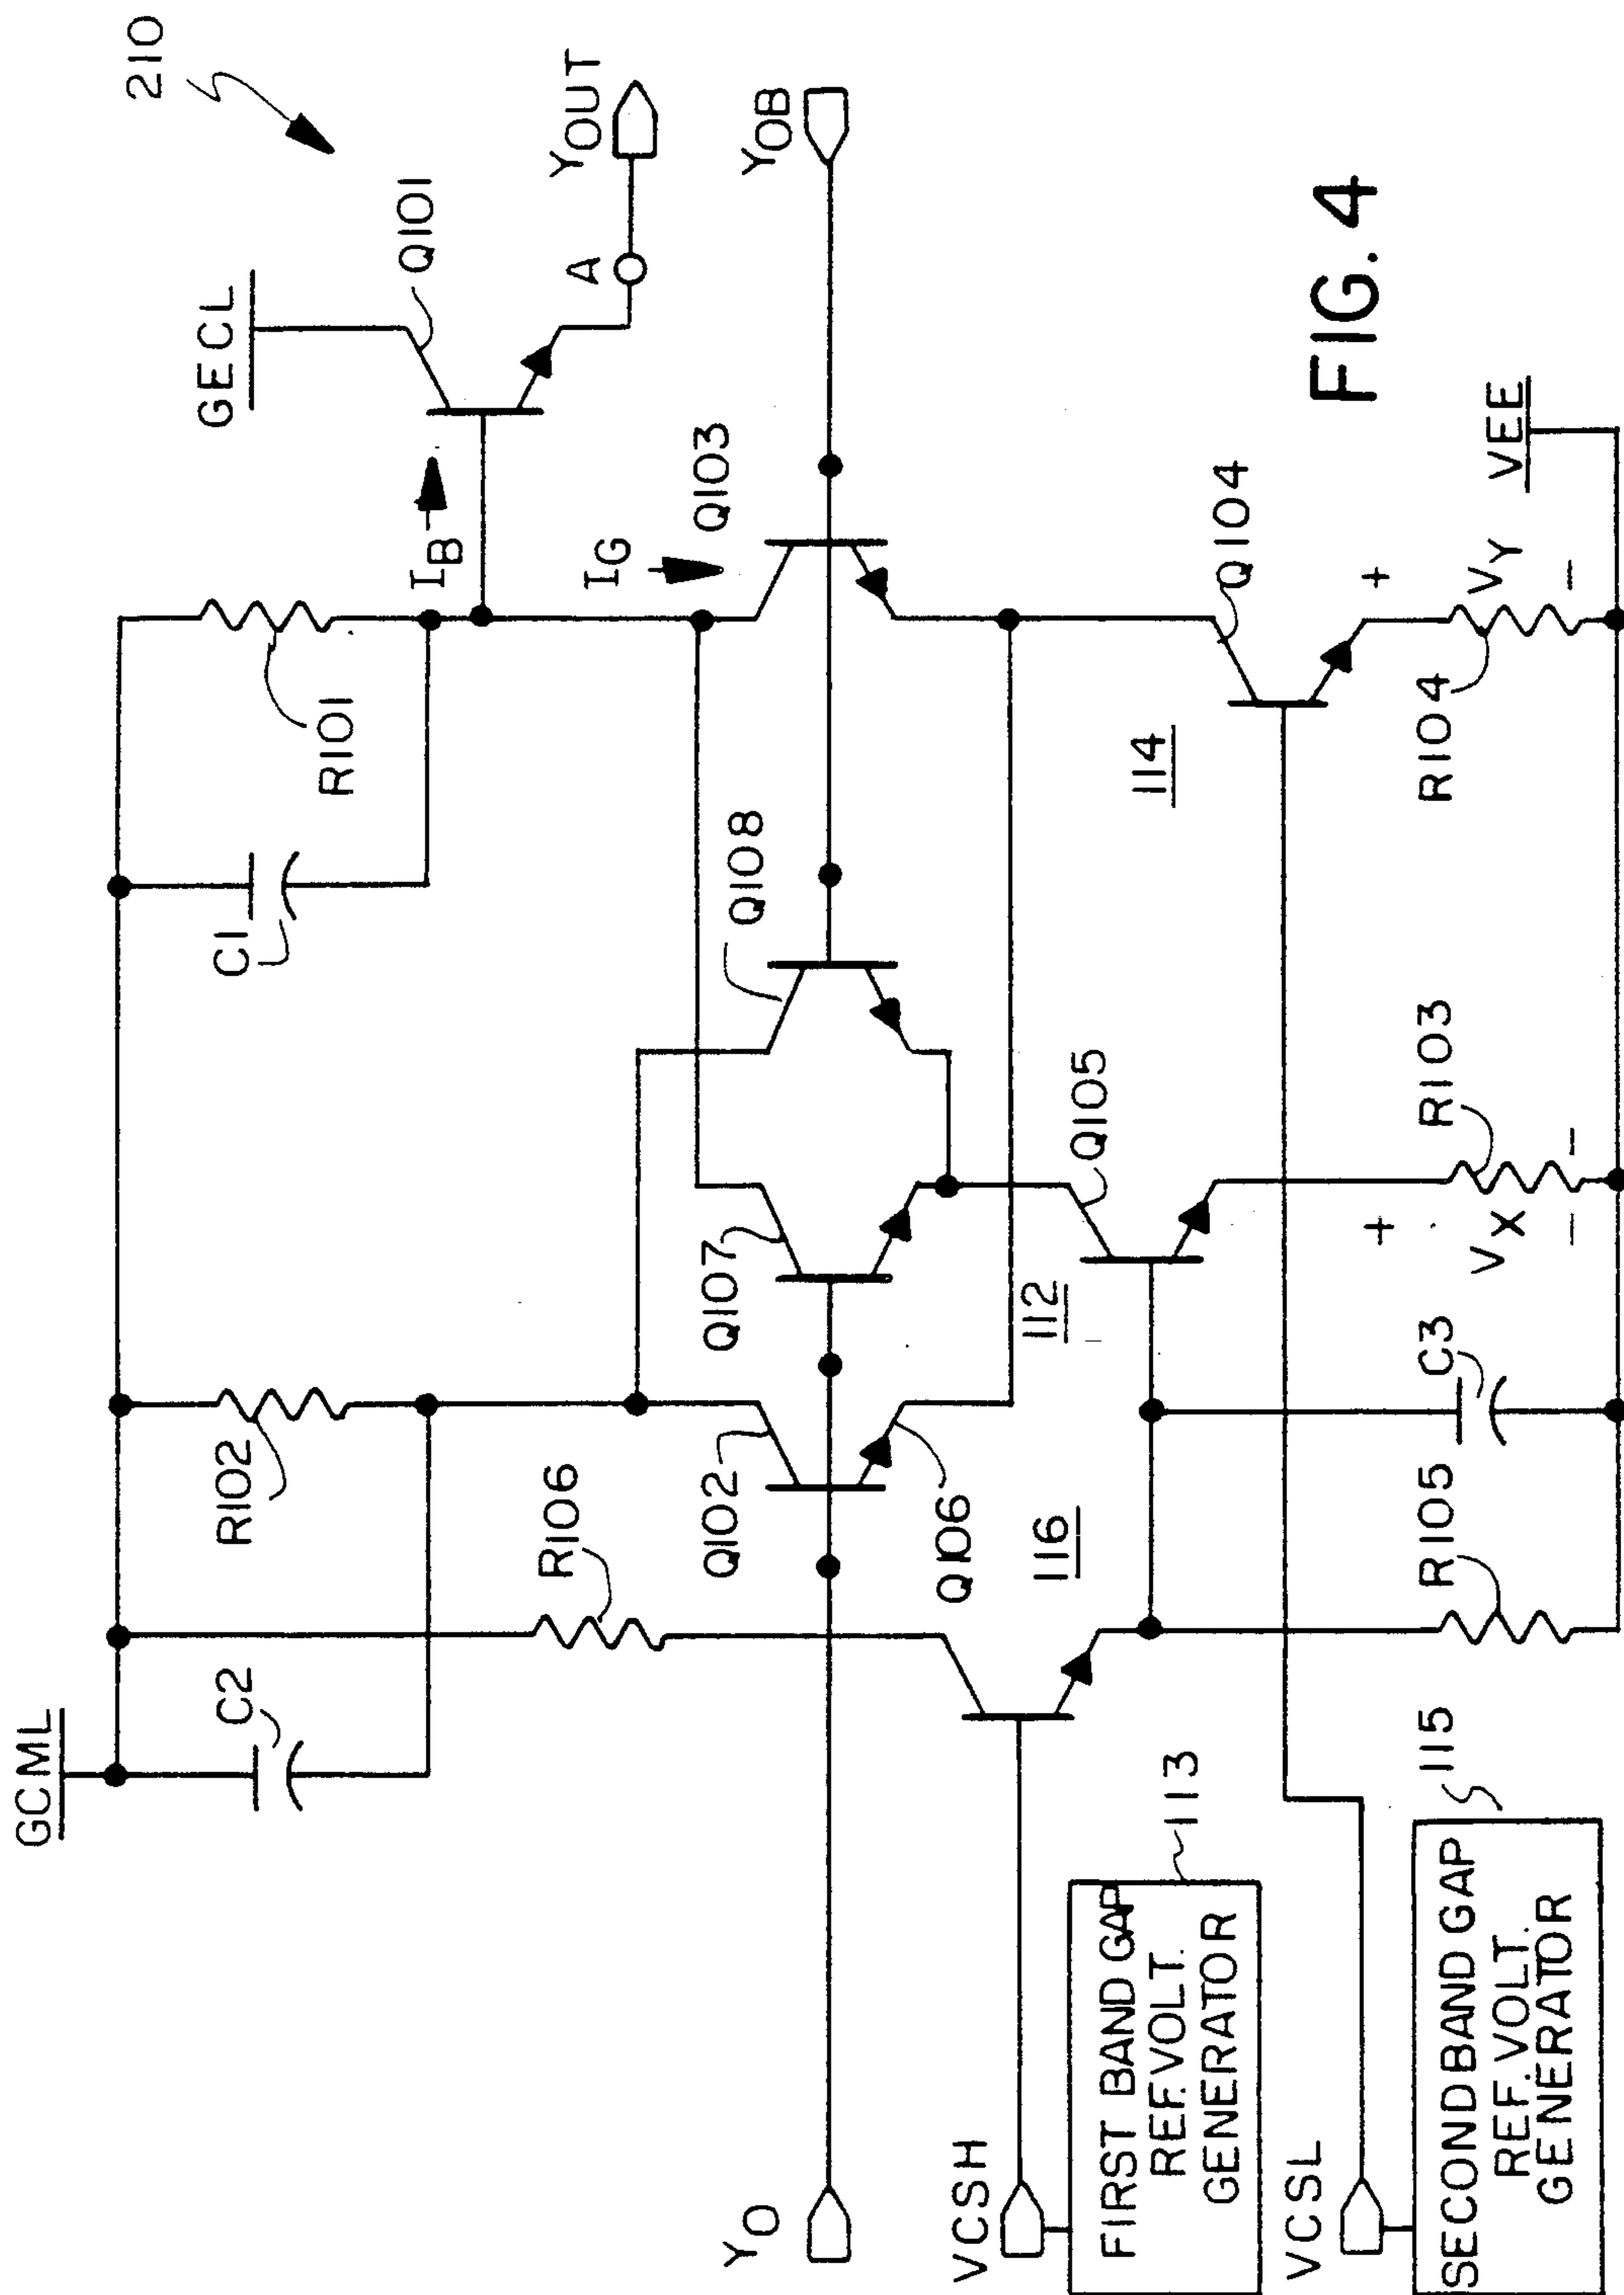 210
GCML
GECL
C2
R102
C1
R101
Q101
YOUT
A
IB
IG
R106
Q102
Q107
Q108
Q103
YO
YOB
Q106
116
112
Q105
114
Q104
VCSH
113
FIRST BAND GAP
REF. VOLT.
GENERATOR
R105
C3
+
VX
- -
R103
R104
+
VY
-
VEE
VCSL
115
SECOND BAND GAP
REF. VOLT.
GENERATOR
FIG. 4